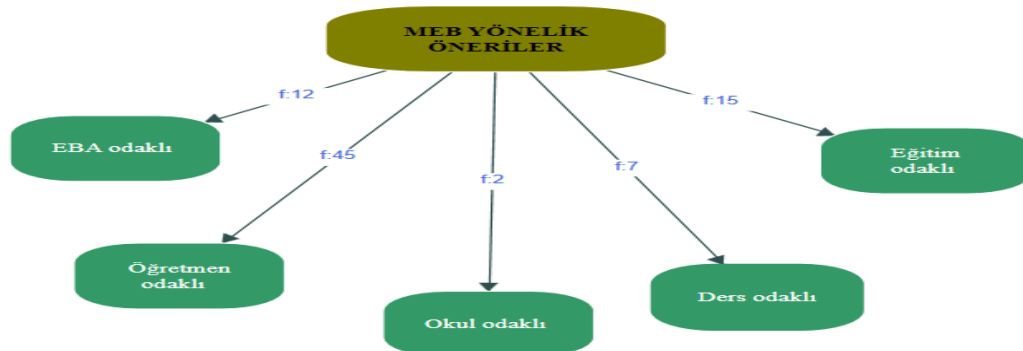 MEB YÖNELİK
ÖNERİLER
f:12
f:15
EBA odaklı
f:45
f:2
f:7
Eğitim
odaklı
Öğretmen
odaklı
Ders odaklı
Okul odaklı